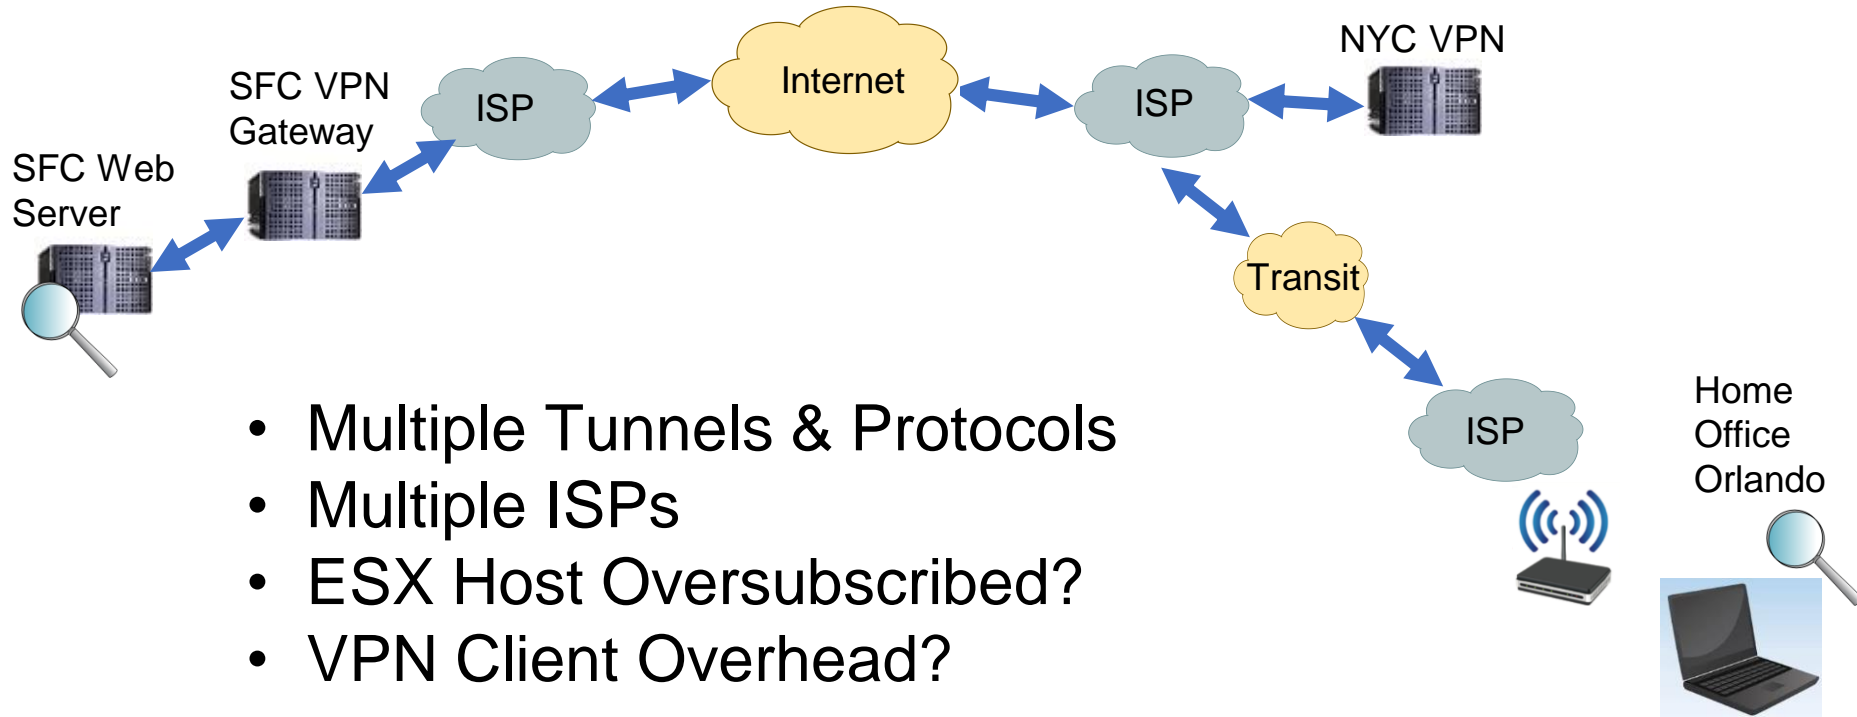 NYC VPN
Internet
SFC VPN
Gateway
ISP
ISP
SFC Web
Server
Transit
Home
Office
Orlando
ISP
• Multiple Tunnels & Protocols
• Multiple ISPs
• ESX Host Oversubscribed?
• VPN Client Overhead?